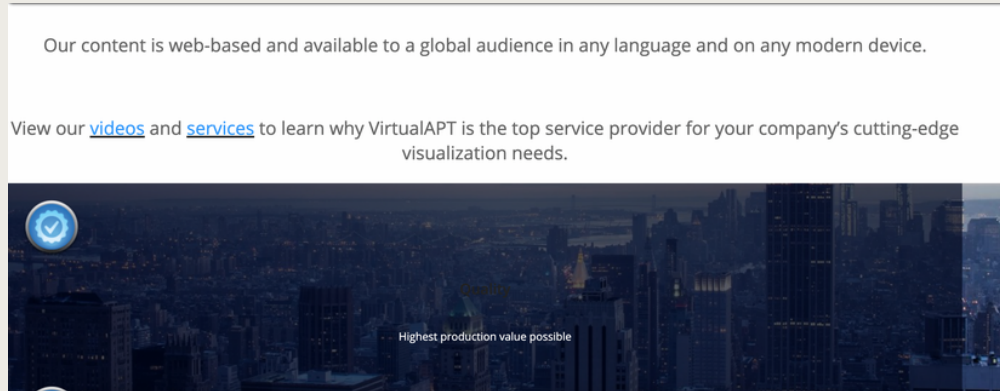 Our content is web-based and available to a global audience in any language and on any modern device.
View our videos and services to learn why VirtualAPT is the top service provider for your company's cutting-edge
visualization needs.
Highest production value possible